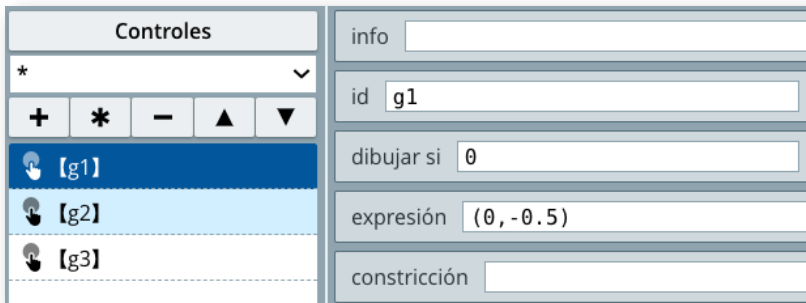 Controles
*
+ * − ▲ ▼
【g1】
【g2】
【g3】
info
id g1
dibujar si 0
expresión (0,-0.5)
constricción